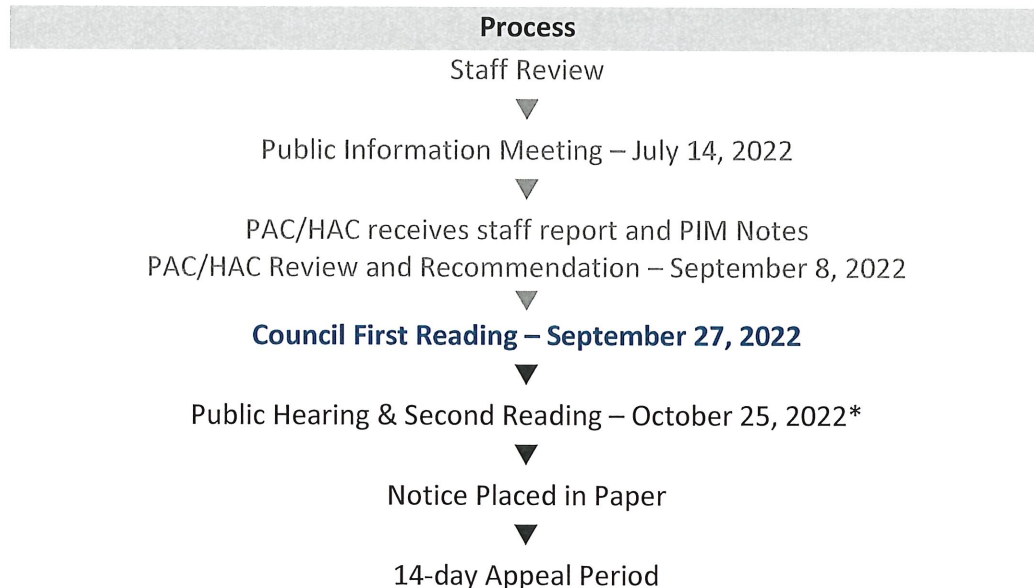 Process
Staff Review
Public Information Meeting – July 14, 2022
PAC/HAC receives staff report and PIM Notes
PAC/HAC Review and Recommendation – September 8, 2022
Council First Reading – September 27, 2022
Public Hearing & Second Reading – October 25, 2022*
Notice Placed in Paper
14-day Appeal Period